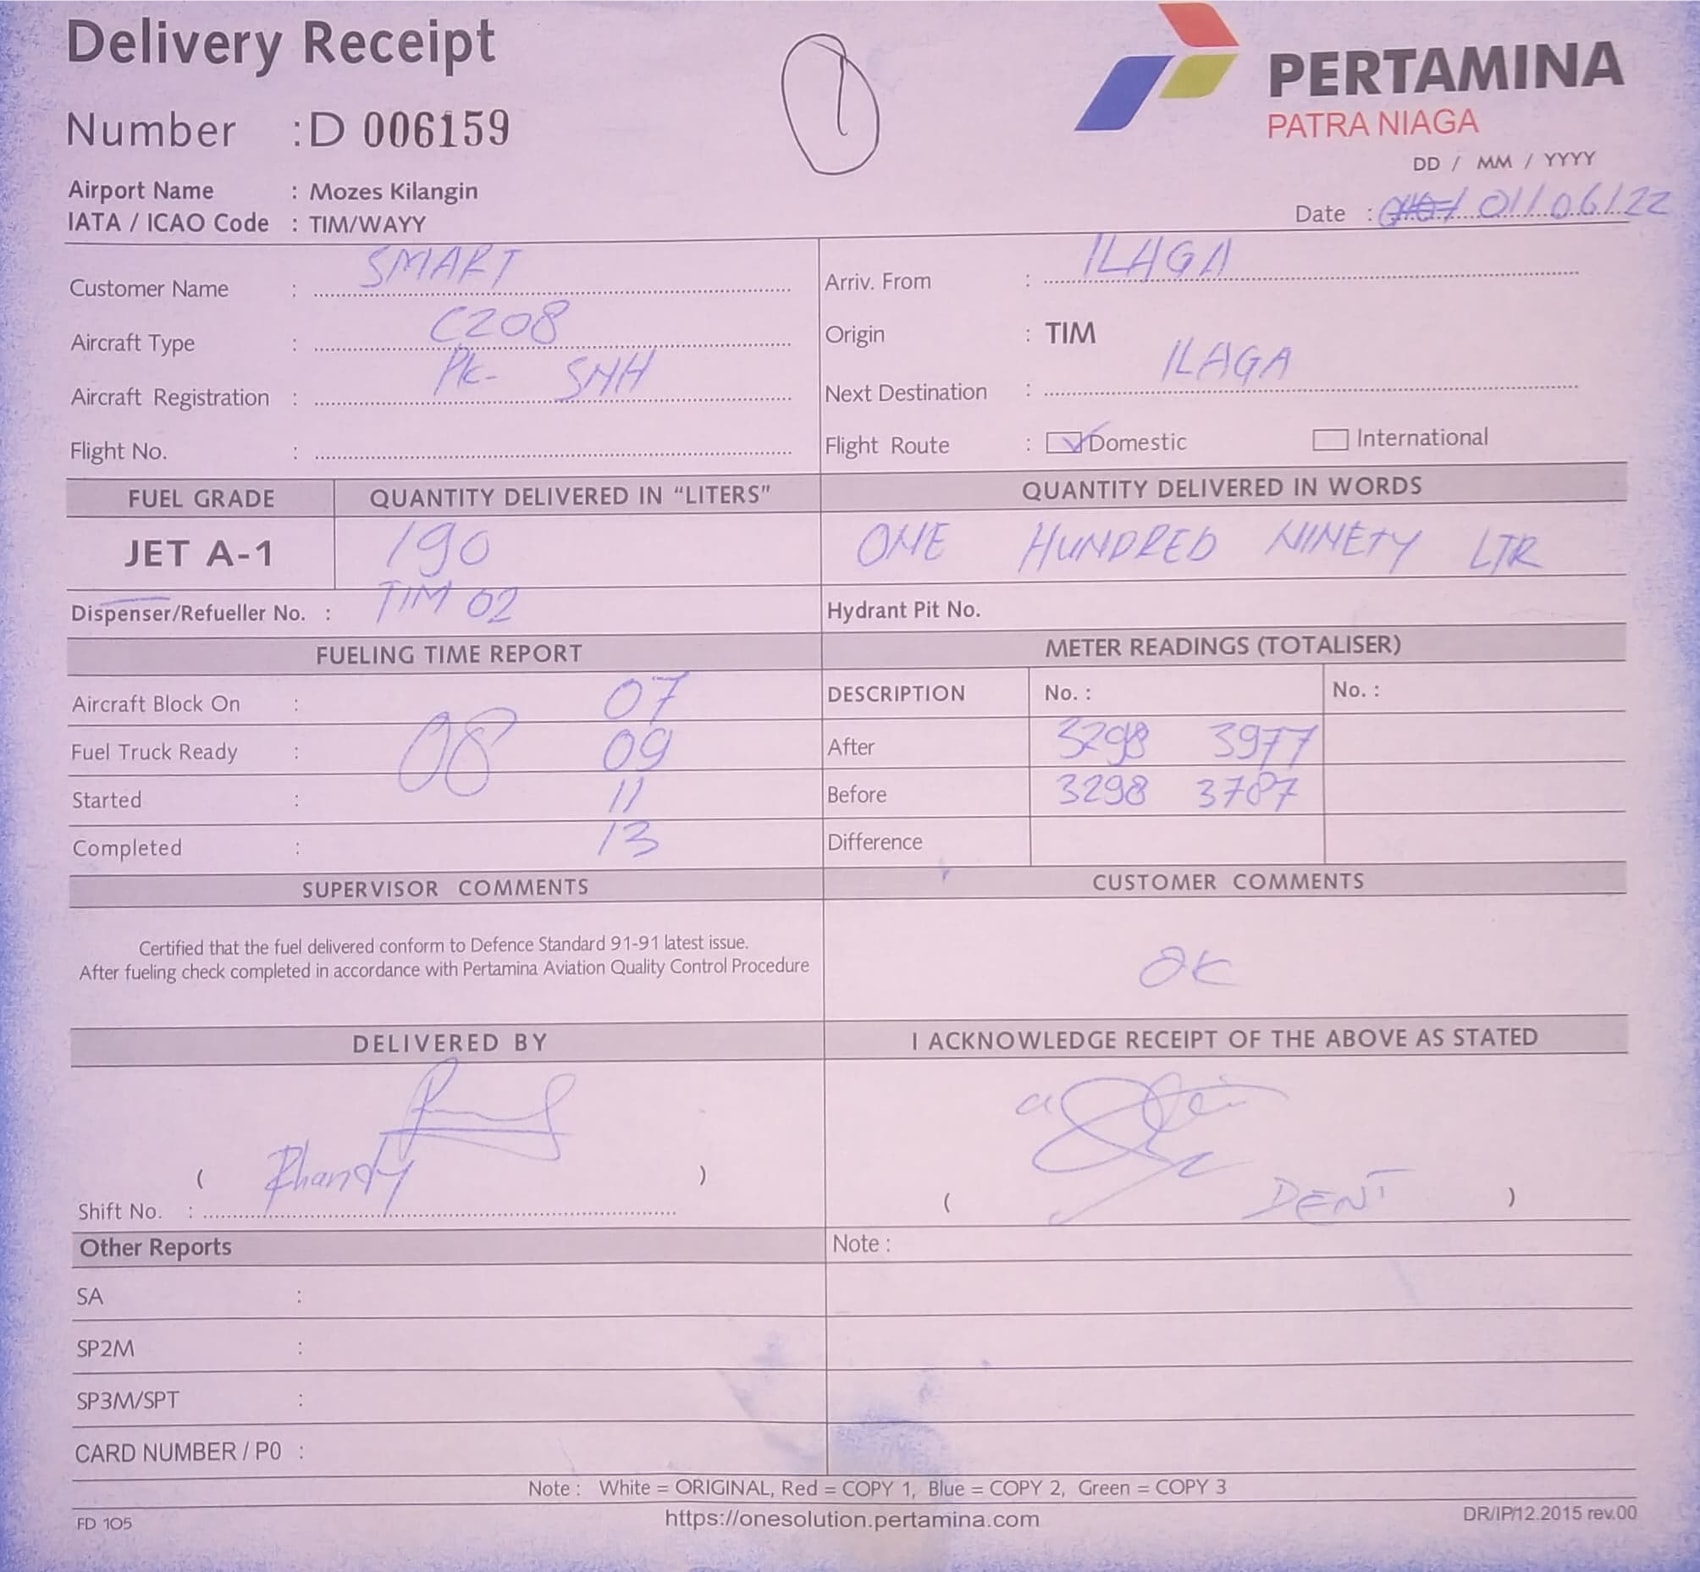 Delivery Receipt
PERTAMINA
PATRA NIAGA
1
Number : D 006159
DD / MM / YYYY
Airport Name : Mozes Kilangin
Date : 01/06/22
IATA / ICAO Code : TIM/WAYY
Customer Name : SMART
Arriv. From : ILAGA
Aircraft Type : C208
Origin : TIM
Aircraft Registration : PK- SNH
Next Destination : ILAGA
Flight No. :
Flight Route : Domestic International
FUEL GRADE QUANTITY DELIVERED IN “LITERS” QUANTITY DELIVERED IN WORDS
JET A-1 190 ONE HUNDRED NINETY LTR
Dispenser/Refueller No. : TIM 02 Hydrant Pit No.
FUELING TIME REPORT METER READINGS (TOTALISER)
Aircraft Block On : 07 DESCRIPTION No. : No. :
Fuel Truck Ready : 08 09 After 3298 3977
Started : 11 Before 3298 3787
Completed : 13 Difference
SUPERVISOR COMMENTS CUSTOMER COMMENTS
Certified that the fuel delivered conform to Defence Standard 91-91 latest issue.
After fueling check completed in accordance with Pertamina Aviation Quality Control Procedure
OK
DELIVERED BY I ACKNOWLEDGE RECEIPT OF THE ABOVE AS STATED
( Rhandy ) ( DENT )
Shift No. :
Other Reports Note :
SA :
SP2M :
SP3M/SPT :
CARD NUMBER / P0 :
Note : White = ORIGINAL, Red = COPY 1, Blue = COPY 2, Green = COPY 3
FD 105 https://onesolution.pertamina.com DR/IP/12.2015 rev.00